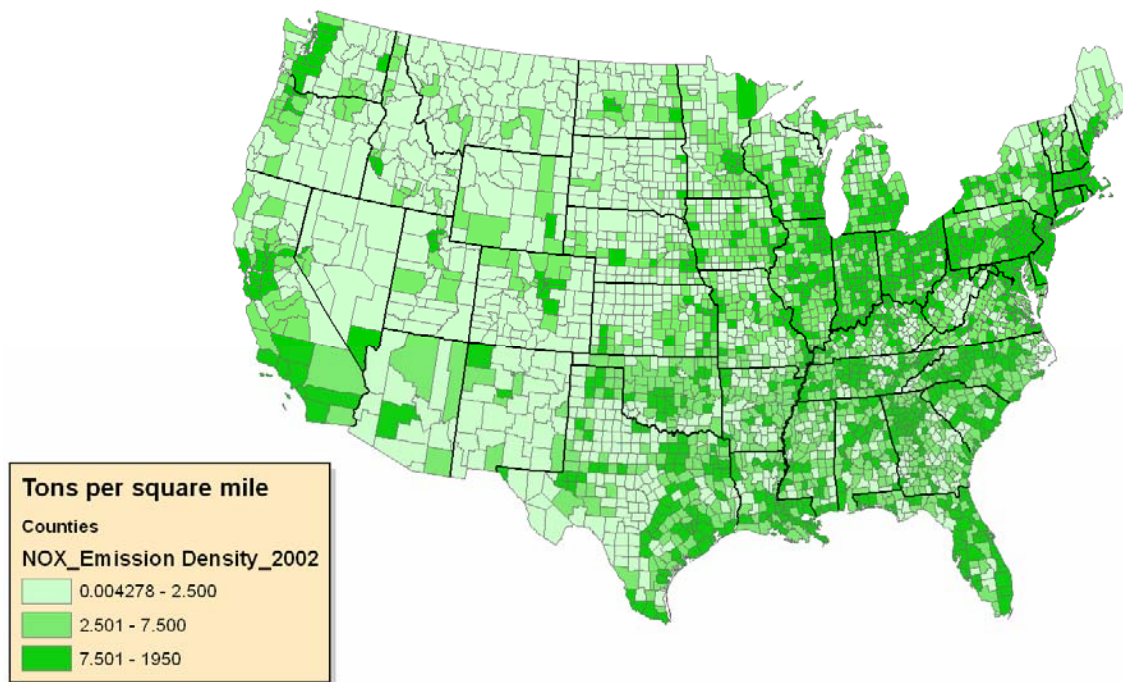 Tons per square mile
Counties
NOX_Emission Density_2002
0.004278 - 2.500
2.501 - 7.500
7.501 - 1950